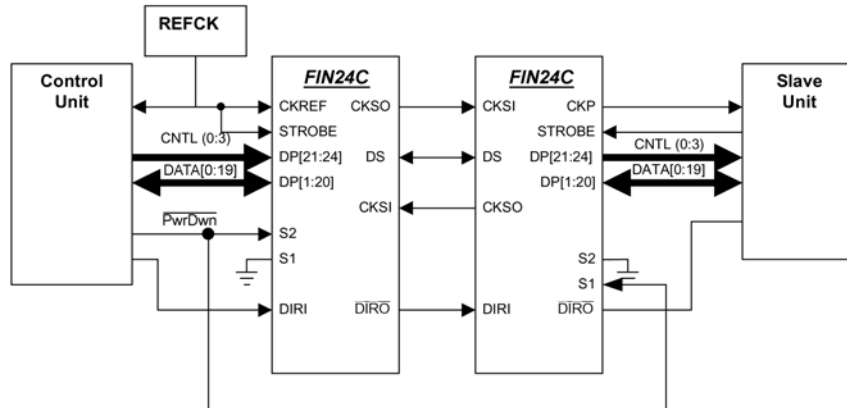 REFCK
Control
Unit
FIN24C
FIN24C
Slave
Unit
CKREF
CKSO
CKSI
CKP
STROBE
STROBE
CNTL (0:3)
CNTL (0:3)
DP[21:24]
DS
DS
DP[21:24]
DATA[0:19]
DATA[0:19]
DP[1:20]
DP[1:20]
CKSI
CKSO
PwrDwn
S2
S1
S2
S1
DIRI
DIRO
DIRI
DIRO